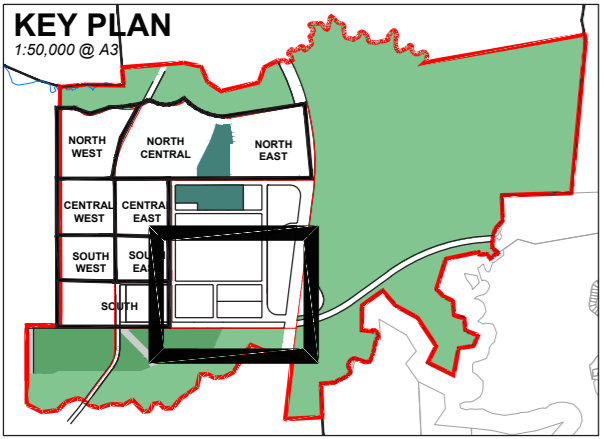 KEY PLAN
1:50,000 @ A3
NORTH
WEST
NORTH
CENTRAL
NORTH
EAST
CENTRAL
WEST
CENTRAL
EAST
SOUTH
WEST
SOUTH
EAST
SOUTH